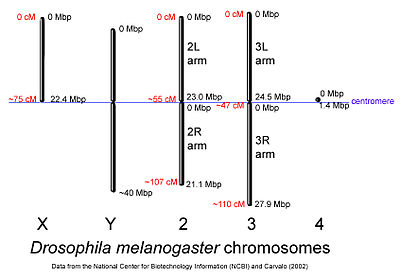 0 cM 0 Mbp
0 Mbp
0 Mbp
0 cM 0 Mbp
2L
arm
3L
arm
0 Mbp
~75 cM 22.4 Mbp
~55 cM 23.0 Mbp
24.5 Mbp
1.4 Mbp
centromere
0 Mbp
~47 cM 0 Mbp
2R
arm
3R
arm
~107 cM 21.1 Mbp
~40 Mbp
~110 cM 27.9 Mbp
X Y 2 3 4
Drosophila melanogaster chromosomes
Data from the National Center for Biotechnology Information (NCBI) and Carvalo (2002)